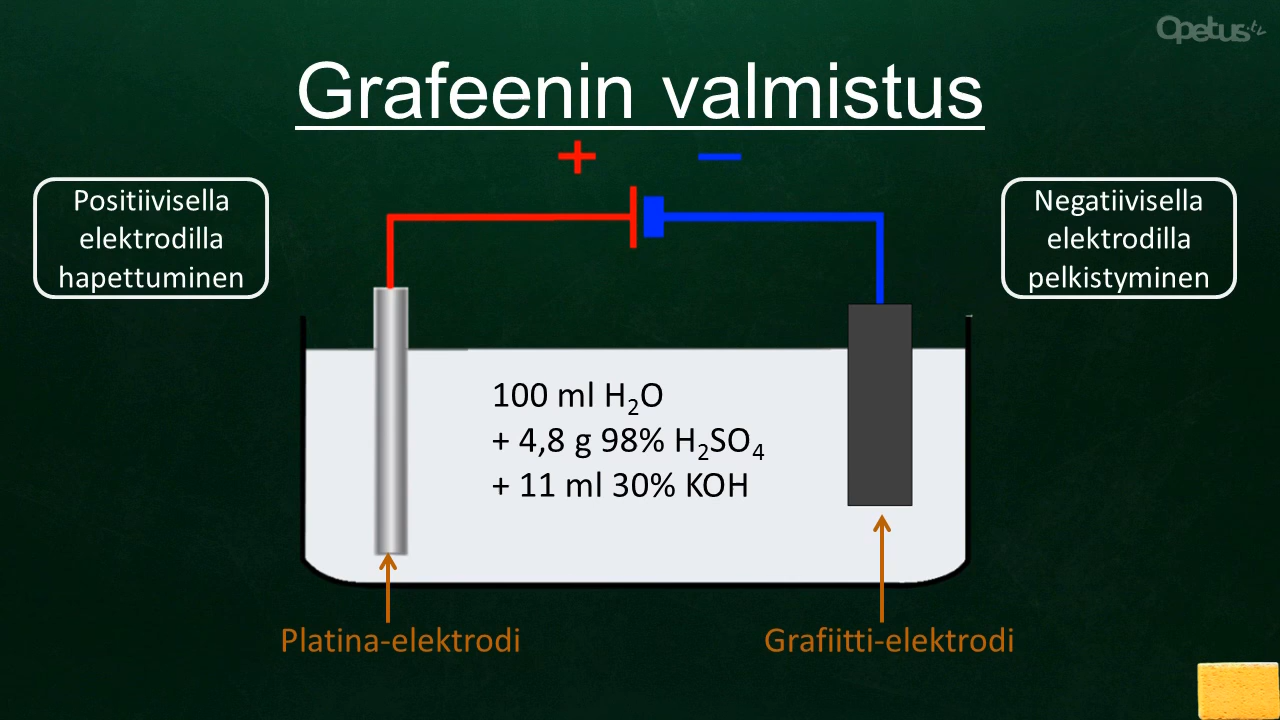 Opetus.tv
Grafeenin valmistus
+ –
Positiivisella
elektrodilla
hapettuminen
Negatiivisella
elektrodilla
pelkistyminen
100 ml H₂O
+ 4,8 g 98% H₂SO₄
+ 11 ml 30% KOH
Platina-elektrodi
Grafiitti-elektrodi